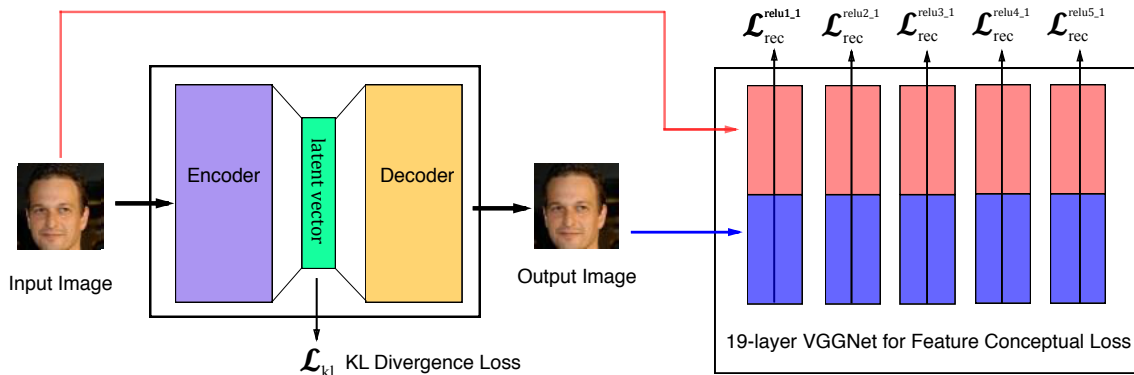 ℒ_rec^relu1_1 ℒ_rec^relu2_1 ℒ_rec^relu3_1 ℒ_rec^relu4_1 ℒ_rec^relu5_1
Encoder
latent vector
Decoder
Input Image
Output Image
19-layer VGGNet for Feature Conceptual Loss
ℒ_kl KL Divergence Loss